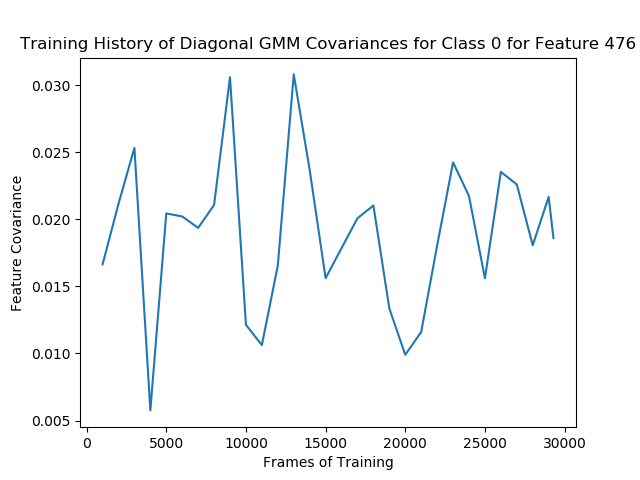 Training History of Diagonal GMM Covariances for Class 0 for Feature 476
0.030
0.025
0.020
0.015
0.010
0.005
Feature Covariance
0 5000 10000 15000 20000 25000 30000
Frames of Training